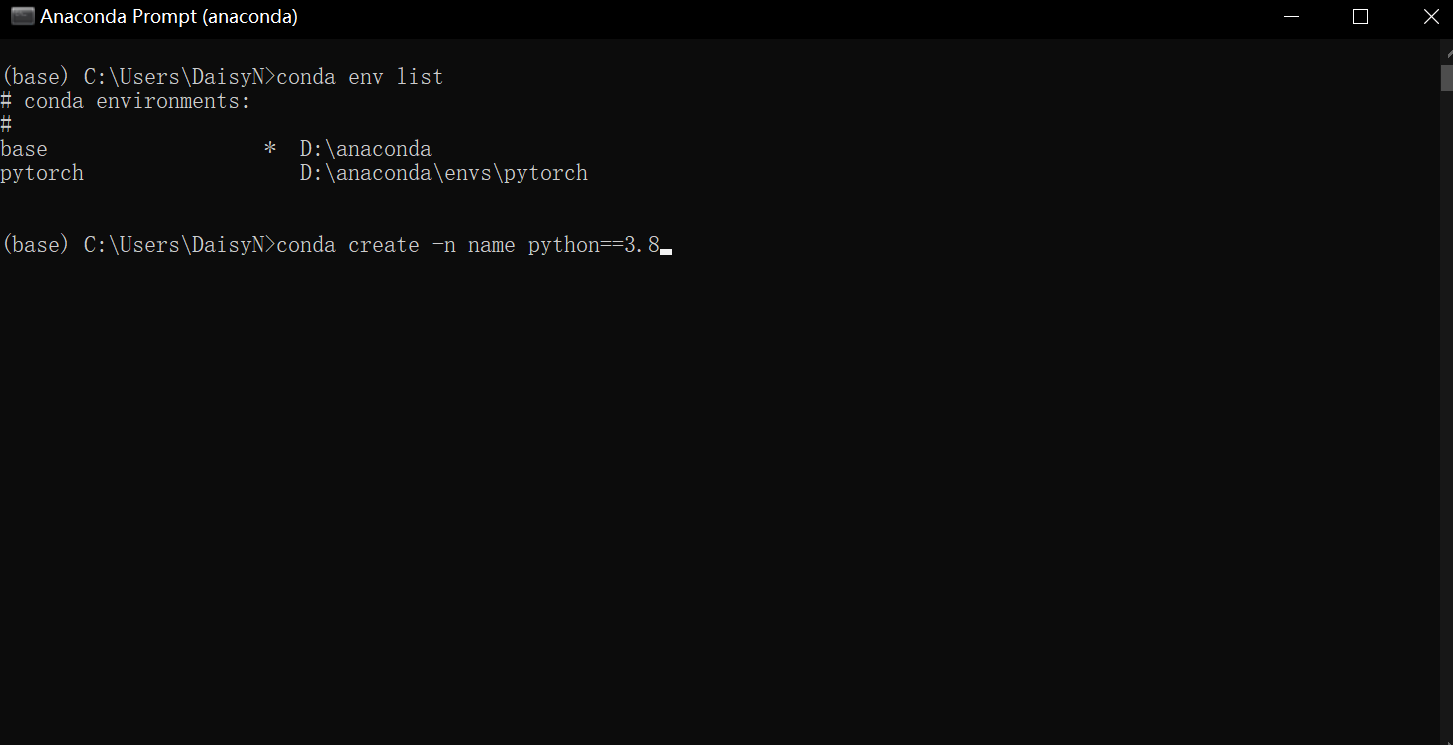 Anaconda Prompt (anaconda)
(base) C:\Users\DaisyN>conda env list
# conda environments:
#
base                  *  D:\anaconda
pytorch                  D:\anaconda\envs\pytorch
(base) C:\Users\DaisyN>conda create -n name python==3.8